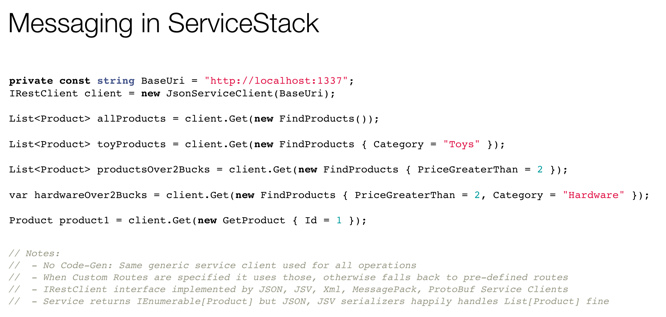 Messaging in ServiceStack
private const string BaseUri = "http://localhost:1337";
IRestClient client = new JsonServiceClient(BaseUri);
List<Product> allProducts = client.Get(new FindProducts());
List<Product> toyProducts = client.Get(new FindProducts { Category = "Toys" });
List<Product> productsOver2Bucks = client.Get(new FindProducts { PriceGreaterThan = 2 });
var hardwareOver2Bucks = client.Get(new FindProducts { PriceGreaterThan = 2, Category = "Hardware" });
Product product1 = client.Get(new GetProduct { Id = 1 });
// Notes:
// - No Code-Gen: Same generic service client used for all operations
// - When Custom Routes are specified it uses those, otherwise falls back to pre-defined routes
// - IRestClient interface implemented by JSON, JSV, Xml, MessagePack, ProtoBuf Service Clients
// - Service returns IEnumerable[Product] but JSON, JSV serializers happily handles List[Product] fine